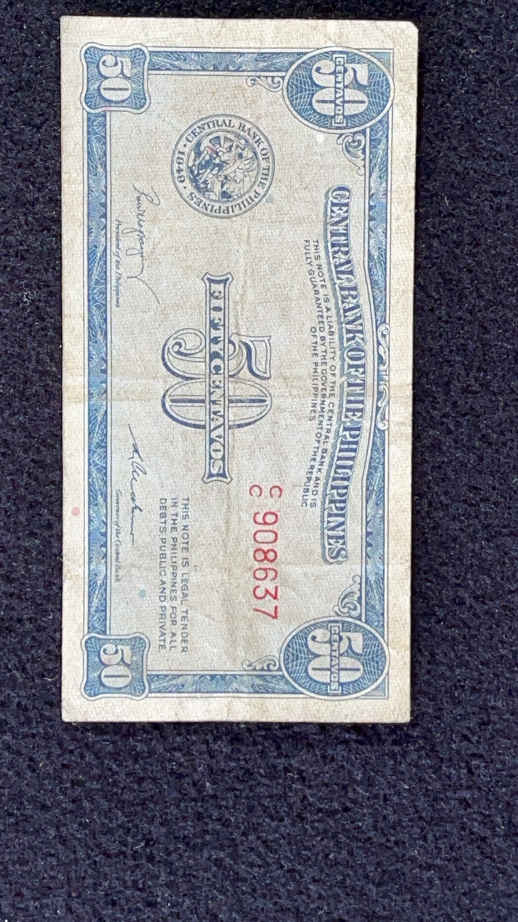 50 CENTAVOS
50 CENTAVOS
CENTRAL BANK OF THE PHILIPPINES
THIS NOTE IS A LIABILITY OF THE CENTRAL BANK AND IS
FULLY GUARANTEED BY THE GOVERNMENT OF THE REPUBLIC
OF THE PHILIPPINES
C/C 908637
CENTRAL BANK OF THE PHILIPPINES
· 1949 ·
50
FIFTY CENTAVOS
THIS NOTE IS LEGAL TENDER
IN THE PHILIPPINES FOR ALL
DEBTS PUBLIC AND PRIVATE
President of the Philippines
Governor of the Central Bank
50
50